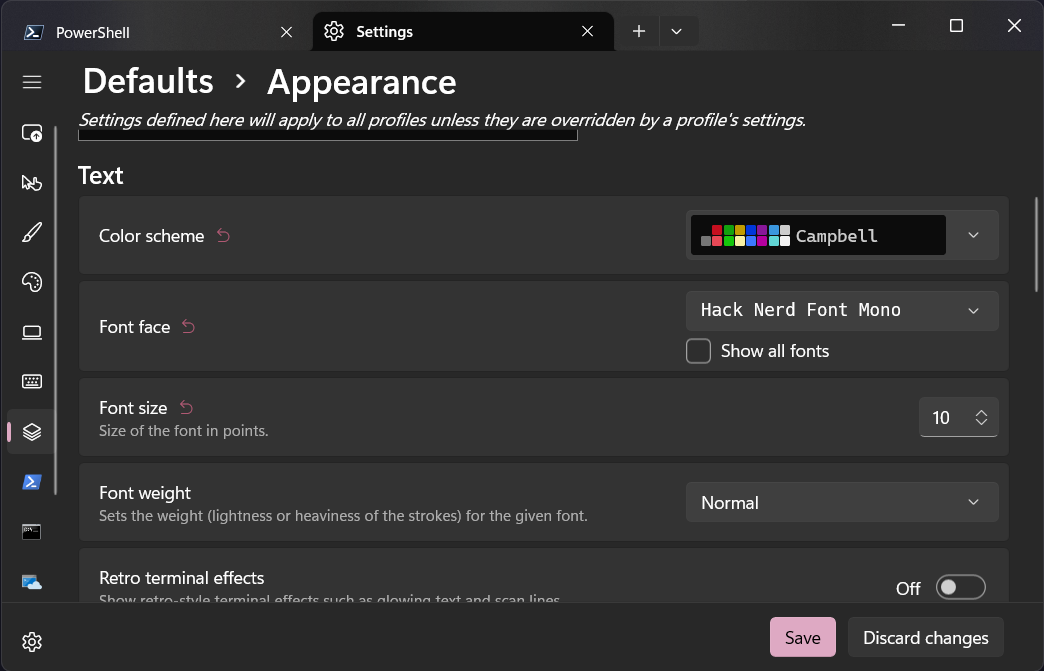 PowerShell
Settings
Defaults › Appearance
Settings defined here will apply to all profiles unless they are overridden by a profile's settings.
Text
Color scheme
Campbell
Font face
Hack Nerd Font Mono
Show all fonts
Font size
Size of the font in points.
10
Font weight
Sets the weight (lightness or heaviness of the strokes) for the given font.
Normal
Retro terminal effects
Show retro-style terminal effects such as glowing text and scan lines.
Off
Save
Discard changes